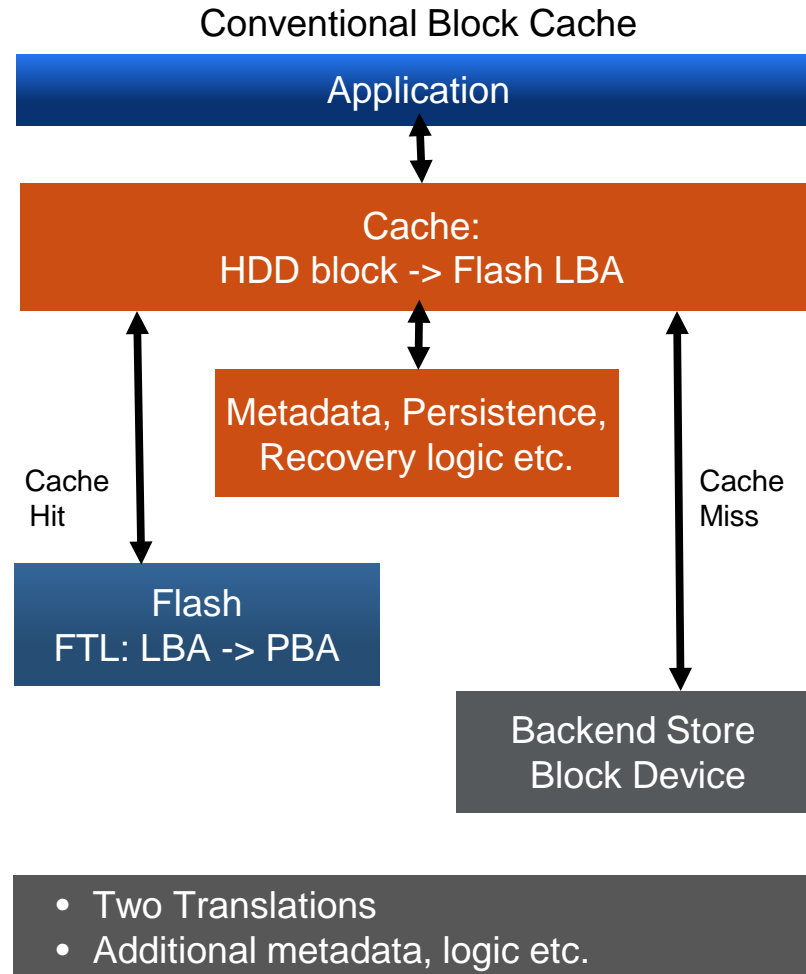 Conventional Block Cache
Application
Cache:
HDD block -> Flash LBA
Metadata, Persistence,
Recovery logic etc.
Cache
Hit
Cache
Miss
Flash
FTL: LBA -> PBA
Backend Store
Block Device
• Two Translations
• Additional metadata, logic etc.